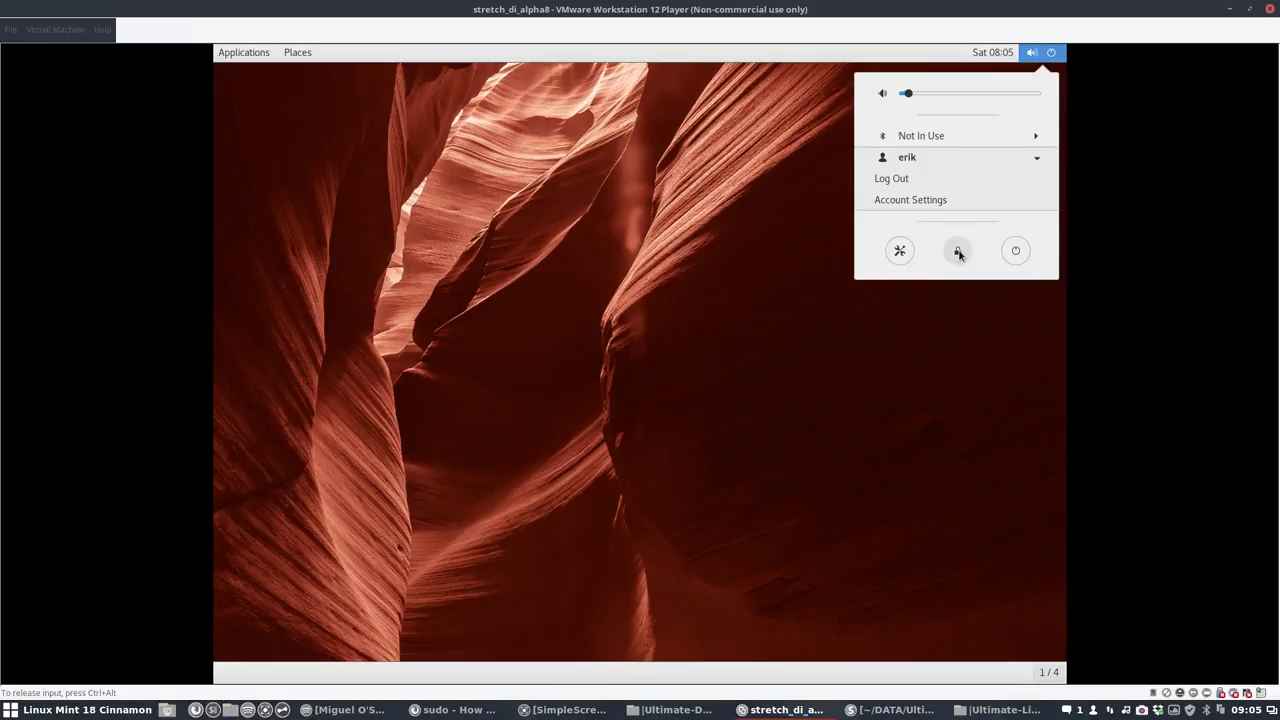 stretch_di_alpha8 - VMware Workstation 12 Player (Non-commercial use only)
File Virtual Machine Help
Applications Places Sat 08:05
Not In Use
erik
Log Out
Account Settings
1 / 4
To release input, press Ctrl+Alt
Linux Mint 18 Cinnamon [Miguel O'S... sudo - How ... [SimpleScre... |Ultimate-D... stretch_di_a... [~/DATA/Ulti... |Ultimate-Li... 1 09:05